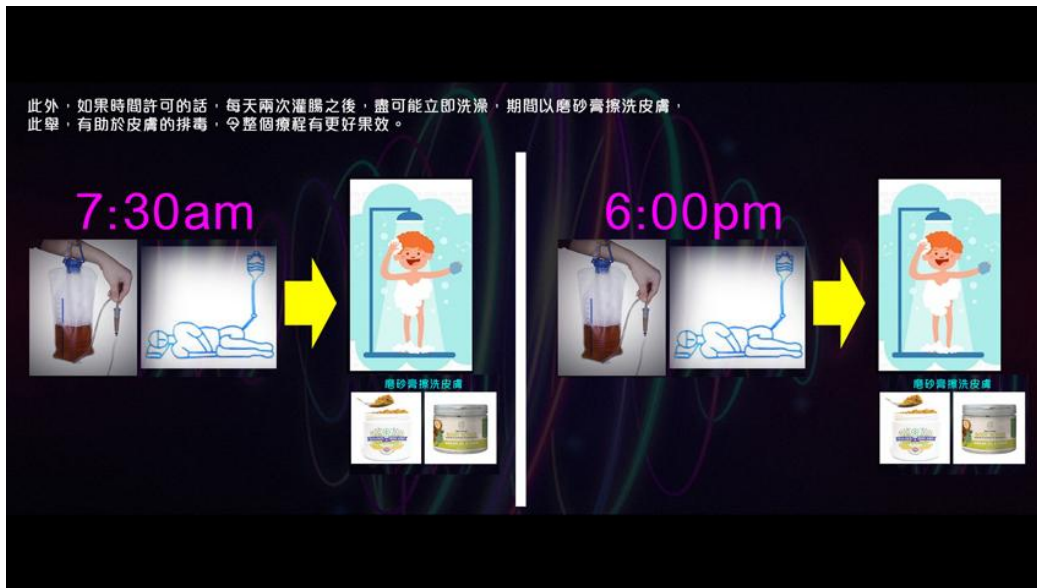 此外，如果時間許可的話，每天兩次灌腸之後，盡可能立即洗澡，期間以磨砂膏擦洗皮膚，
此舉，有助於皮膚的排毒，令整個療程有更好果效。
7:30am
磨砂膏擦洗皮膚
6:00pm
磨砂膏擦洗皮膚